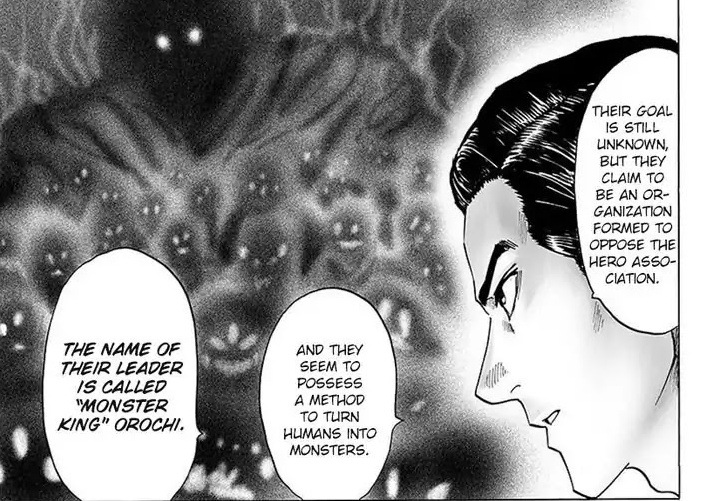 THEIR GOAL
IS STILL
UNKNOWN,
BUT THEY
CLAIM TO
BE AN OR-
GANIZATION
FORMED TO
OPPOSE THE
HERO ASSO-
CIATION.
AND THEY
SEEM TO
POSSESS
A METHOD
TO TURN
HUMANS INTO
MONSTERS.
THE NAME OF
THEIR LEADER
IS CALLED
"MONSTER
KING" OROCHI.